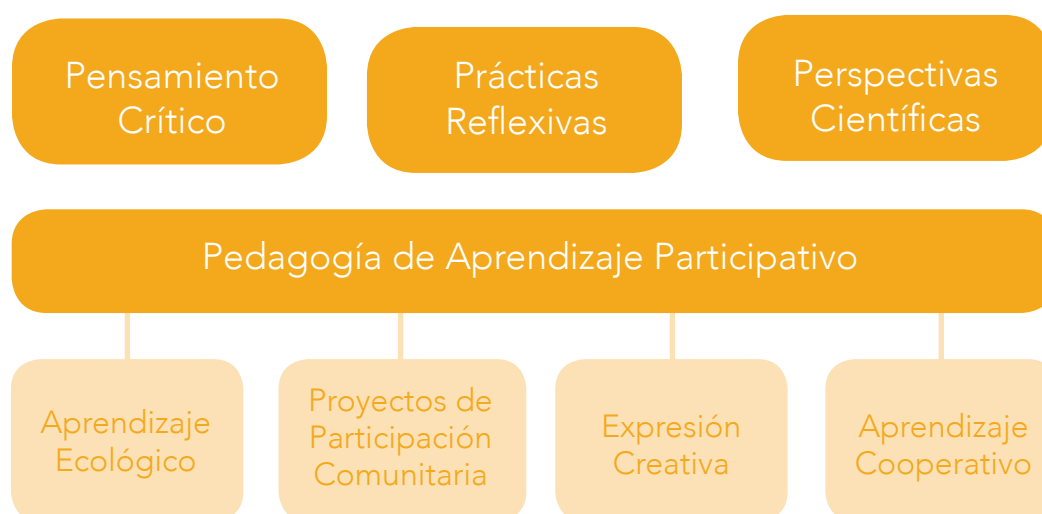 Pensamiento
Crítico
Prácticas
Reflexivas
Perspectivas
Científicas
Pedagogía de Aprendizaje Participativo
Aprendizaje
Ecológico
Proyectos de
Participación
Comunitaria
Expresión
Creativa
Aprendizaje
Cooperativo